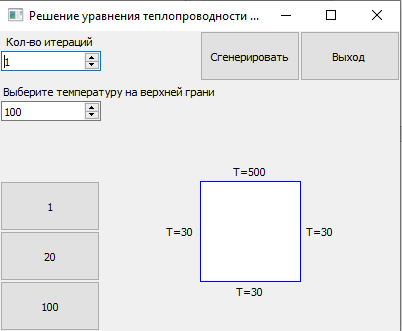 Решение уравнения теплопроводности ...
Кол-во итераций
1
Сгенерировать
Выход
Выберите температуру на верхней грани
100
T=500
1
T=30
T=30
20
T=30
100